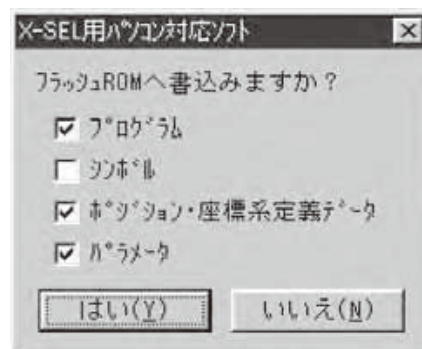 X-SEL用ﾊﾟｿｺﾝ対応ｿﾌﾄ
ﾌﾗｯｼｭROMへ書込みますか？
ﾌﾟﾛｸﾞﾗﾑ
ｼﾝﾎﾞﾙ
ﾎﾟｼﾞｼｮﾝ・座標系定義ﾃﾞｰﾀ
ﾊﾟﾗﾒｰﾀ
はい(Y) いいえ(N)